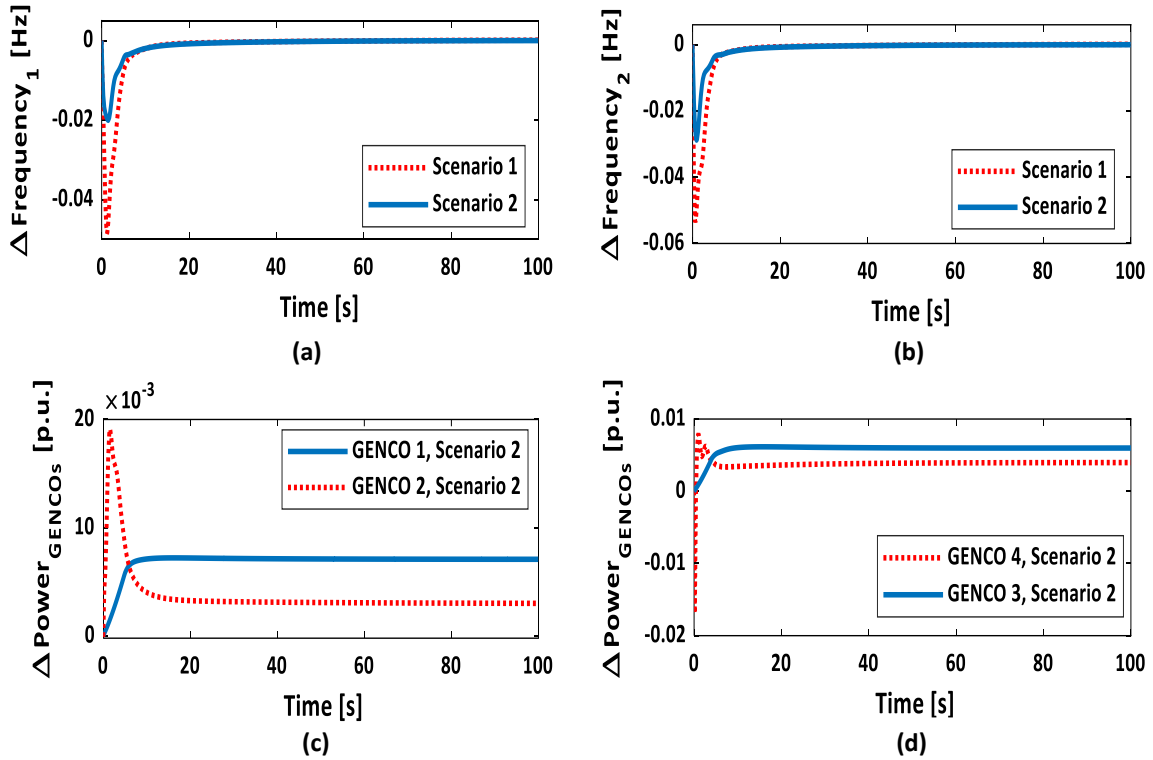 Δ Frequency1 [Hz]
0
-0.02
-0.04
Scenario 1
Scenario 2
0 20 40 60 80 100
Time [s]
(a)
Δ Frequency2 [Hz]
0
-0.02
-0.04
-0.06
Scenario 1
Scenario 2
0 20 40 60 80 100
Time [s]
(b)
Δ PowerGENCOs [p.u.]
×10-3
20
10
0
GENCO 1, Scenario 2
GENCO 2, Scenario 2
0 20 40 60 80 100
Time [s]
(c)
Δ PowerGENCOs [p.u.]
0.01
0
-0.01
-0.02
GENCO 4, Scenario 2
GENCO 3, Scenario 2
0 20 40 60 80 100
Time [s]
(d)